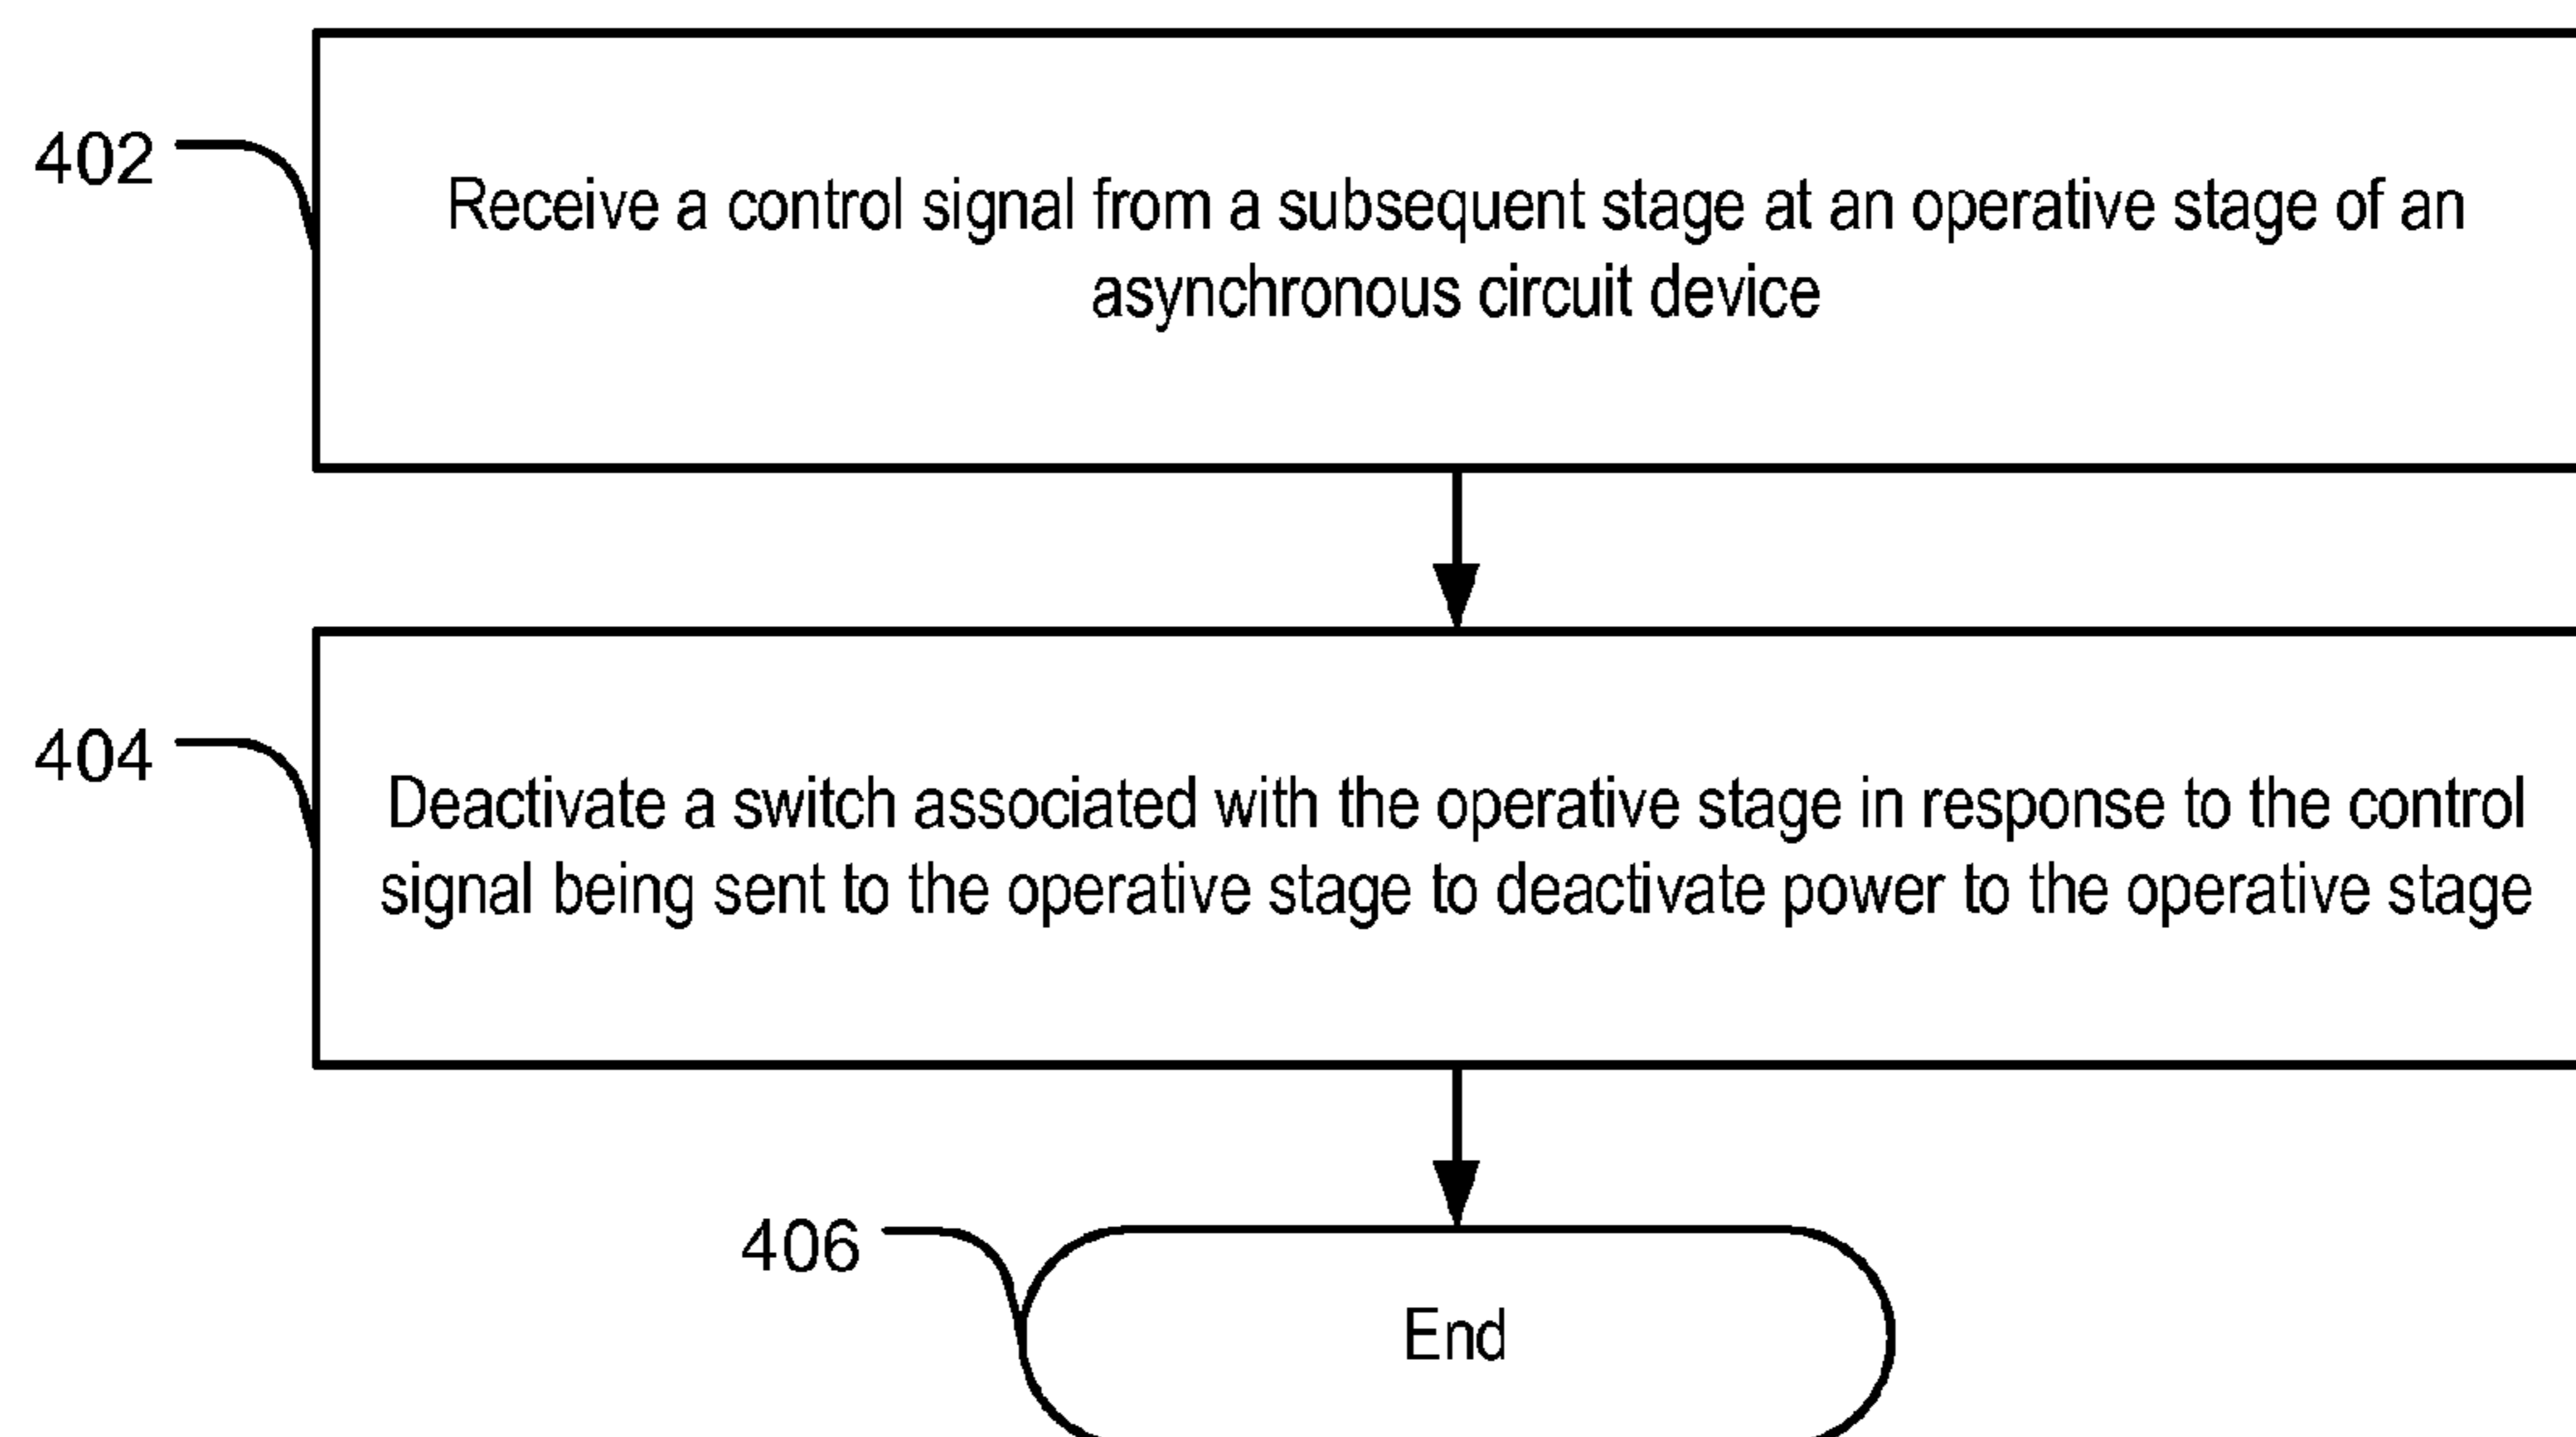 402
Receive a control signal from a subsequent stage at an operative stage of an
asynchronous circuit device
404
Deactivate a switch associated with the operative stage in response to the control
signal being sent to the operative stage to deactivate power to the operative stage
406
End